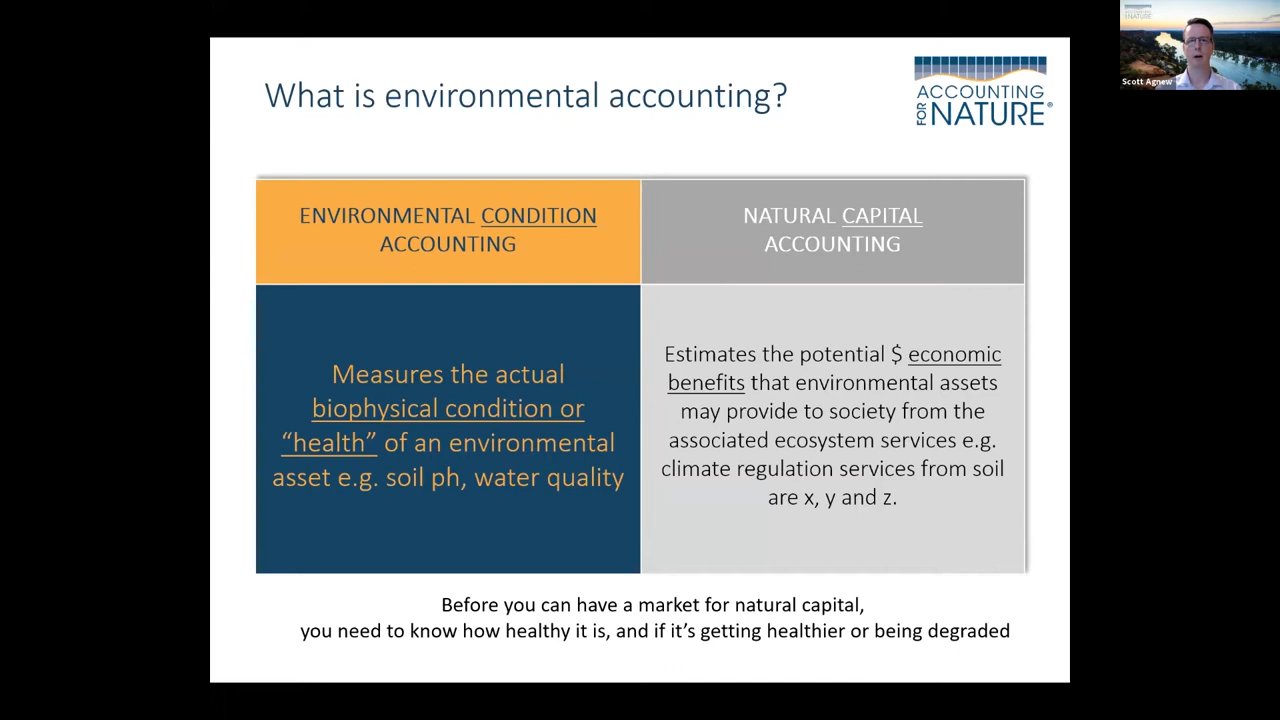 What is environmental accounting?
ACCOUNTING
FOR NATURE®
ENVIRONMENTAL CONDITION
ACCOUNTING
NATURAL CAPITAL
ACCOUNTING
Measures the actual
biophysical condition or
“health” of an environmental
asset e.g. soil ph, water quality
Estimates the potential $ economic
benefits that environmental assets
may provide to society from the
associated ecosystem services e.g.
climate regulation services from soil
are x, y and z.
Before you can have a market for natural capital,
you need to know how healthy it is, and if it’s getting healthier or being degraded
NATURE
Scott Agnew